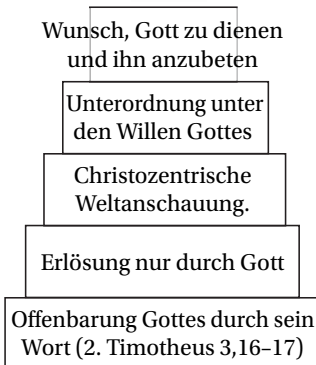 Wunsch, Gott zu dienen
und ihn anzubeten
Unterordnung unter
den Willen Gottes
Christozentrische
Weltanschauung.
Erlösung nur durch Gott
Offenbarung Gottes durch sein
Wort (2. Timotheus 3,16–17)